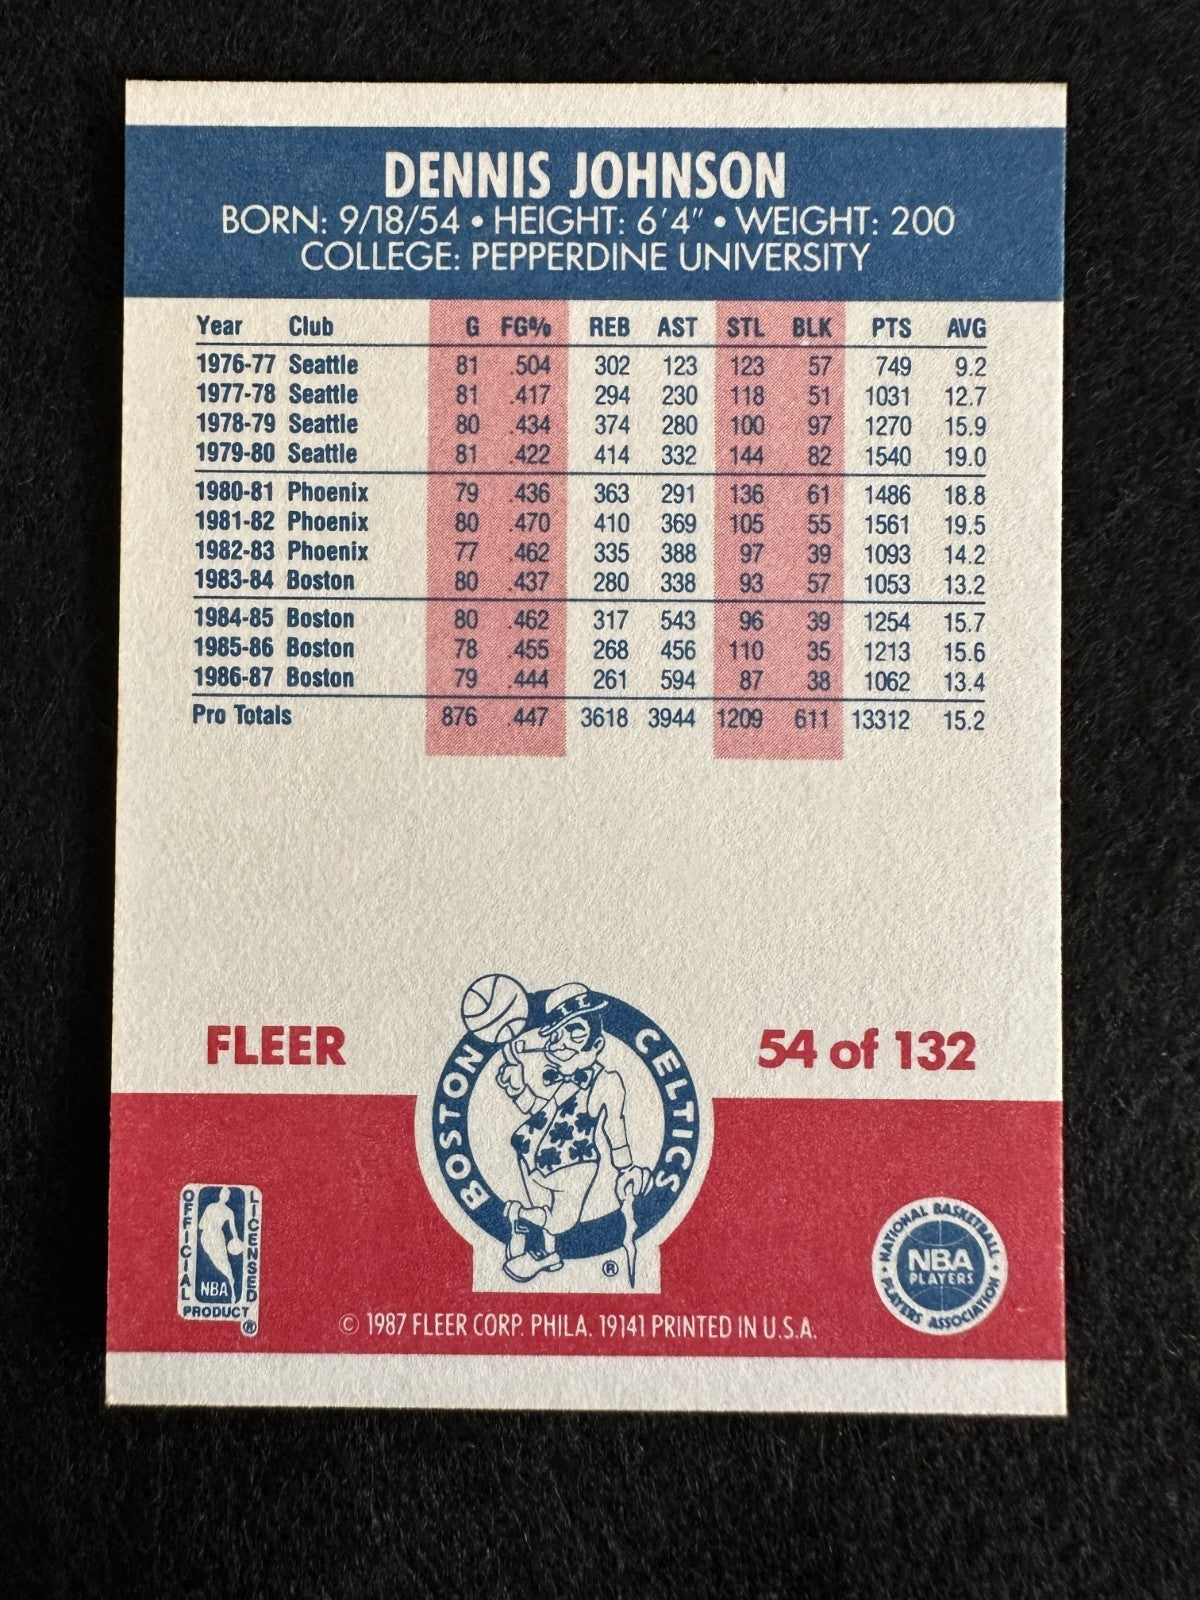 DENNIS JOHNSON
BORN: 9/18/54 • HEIGHT: 6'4" • WEIGHT: 200
COLLEGE: PEPPERDINE UNIVERSITY
Year Club G FG% REB AST STL BLK PTS AVG
1976-77 Seattle 81 .504 302 123 123 57 749 9.2
1977-78 Seattle 81 .417 294 230 118 51 1031 12.7
1978-79 Seattle 80 .434 374 280 100 97 1270 15.9
1979-80 Seattle 81 .422 414 332 144 82 1540 19.0
1980-81 Phoenix 79 .436 363 291 136 61 1486 18.8
1981-82 Phoenix 80 .470 410 369 105 55 1561 19.5
1982-83 Phoenix 77 .462 335 388 97 39 1093 14.2
1983-84 Boston 80 .437 280 338 93 57 1053 13.2
1984-85 Boston 80 .462 317 543 96 39 1254 15.7
1985-86 Boston 78 .455 268 456 110 35 1213 15.6
1986-87 Boston 79 .444 261 594 87 38 1062 13.4
Pro Totals 876 .447 3618 3944 1209 611 13312 15.2
FLEER
54 of 132
BOSTON CELTICS
®
OFFICIAL LICENSED
NBA
PRODUCT
®
NATIONAL BASKETBALL
NBA
PLAYERS
PLAYERS ASSOCIATION
© 1987 FLEER CORP. PHILA. 19141 PRINTED IN U.S.A.